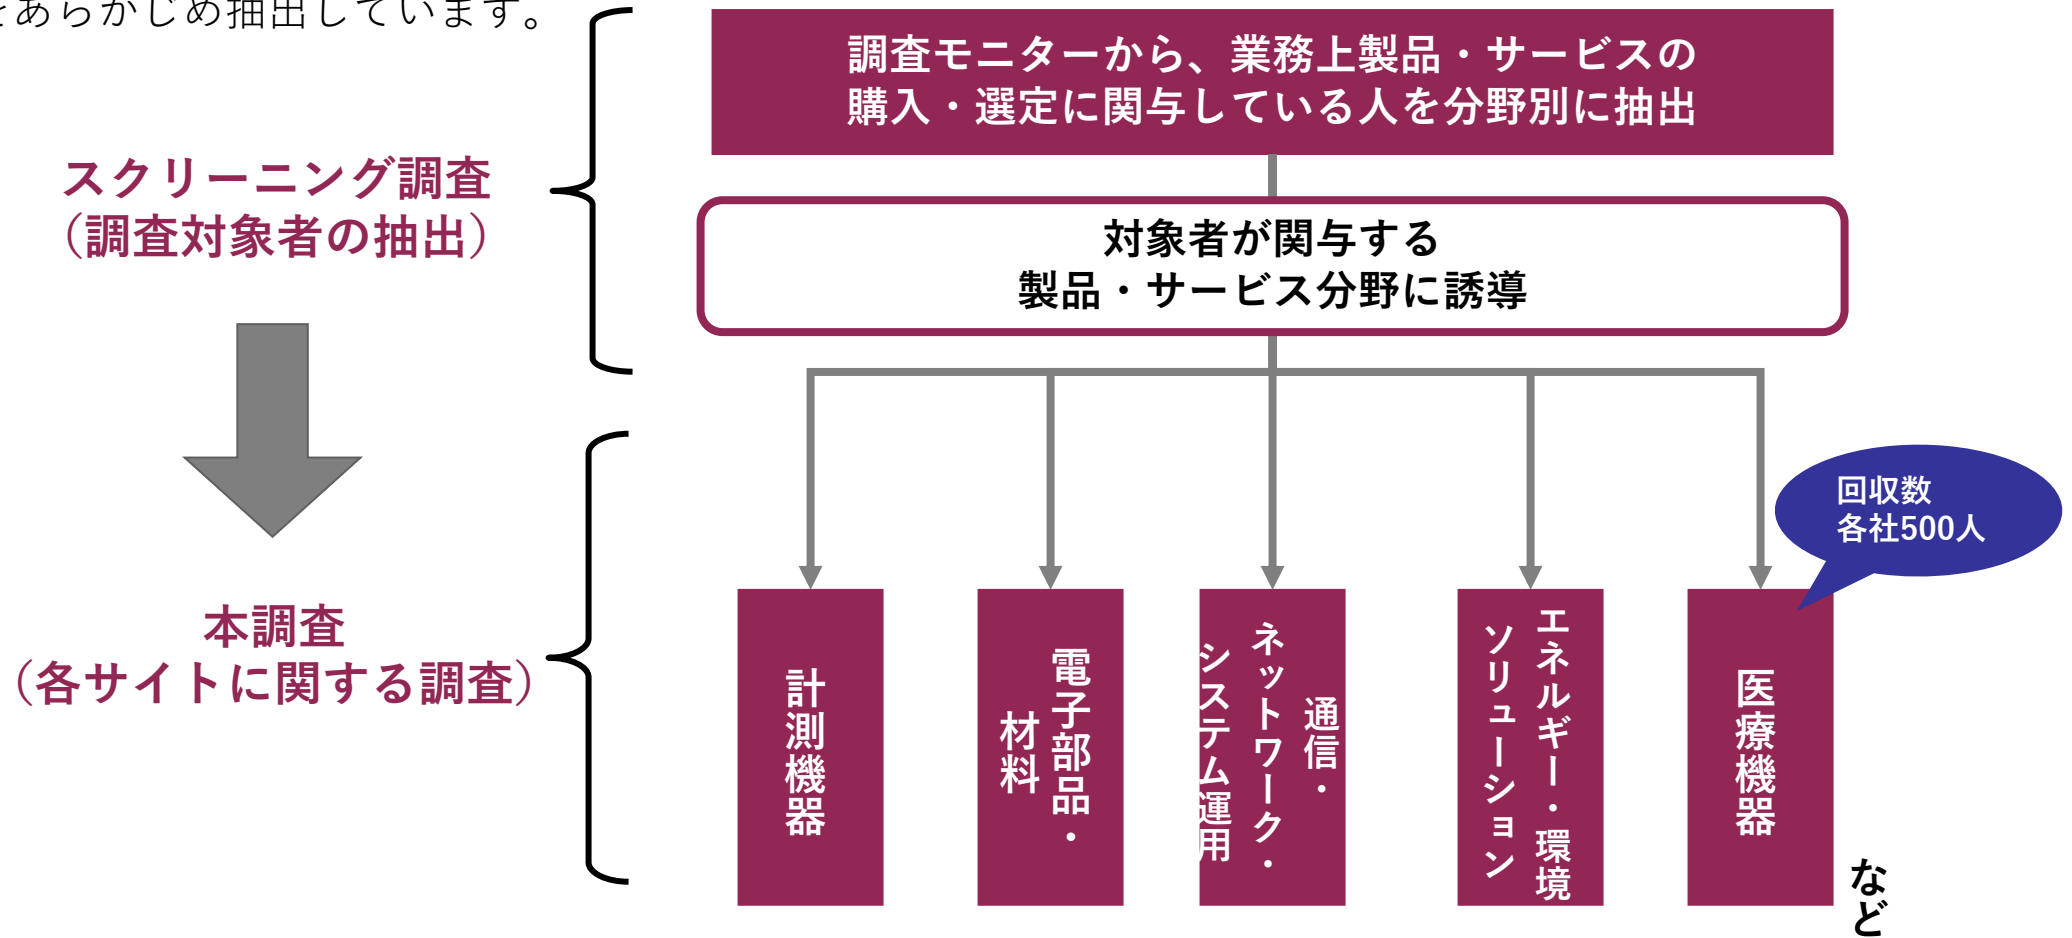 をあらかじめ抽出しています。
調査モニターから、業務上製品・サービスの
購入・選定に関与している人を分野別に抽出
スクリーニング調査
（調査対象者の抽出）
対象者が関与する
製品・サービス分野に誘導
本調査
（各サイトに関する調査）
回収数
各社500人
計測機器
電子部品・
材料
通信・
ネットワーク・
システム運用
エネルギー・環境
ソリューション
医療機器
など